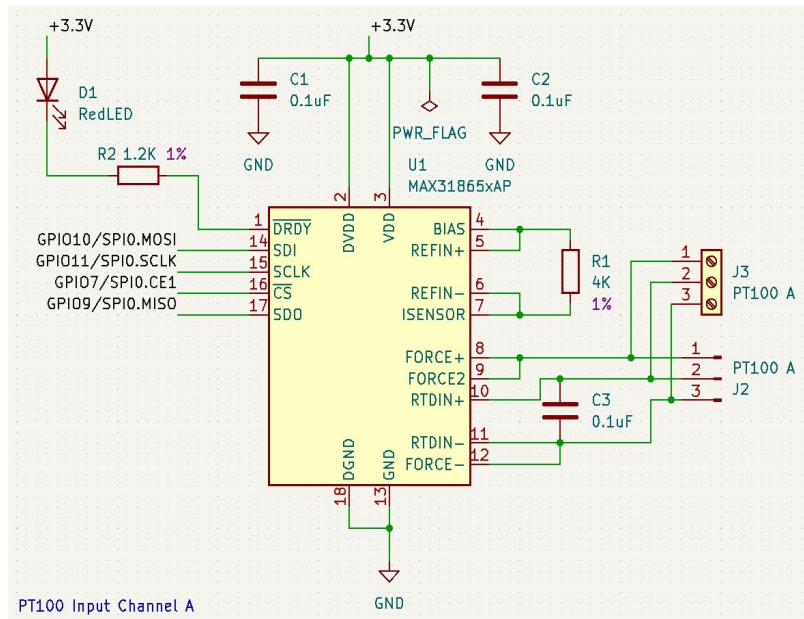 +3.3V
+3.3V
D1
RedLED
C1
0.1uF
C2
0.1uF
GND
PWR_FLAG
GND
R2 1.2K 1%
U1
MAX31865xAP
2
3
DVDD
VDD
1
DRDY
GPIO10/SPI0.MOSI
14
SDI
GPIO11/SPI0.SCLK
15
SCLK
GPIO7/SPI0.CE1
16
CS
GPIO9/SPI0.MISO
17
SDO
BIAS
4
REFIN+
5
REFIN-
6
ISENSOR
7
FORCE+
8
FORCE2
9
RTDIN+
10
RTDIN-
11
FORCE-
12
R1
4K
1%
1
2
3
J3
PT100 A
1
2
3
PT100 A
J2
C3
0.1uF
DGND
GND
18
13
GND
PT100 Input Channel A